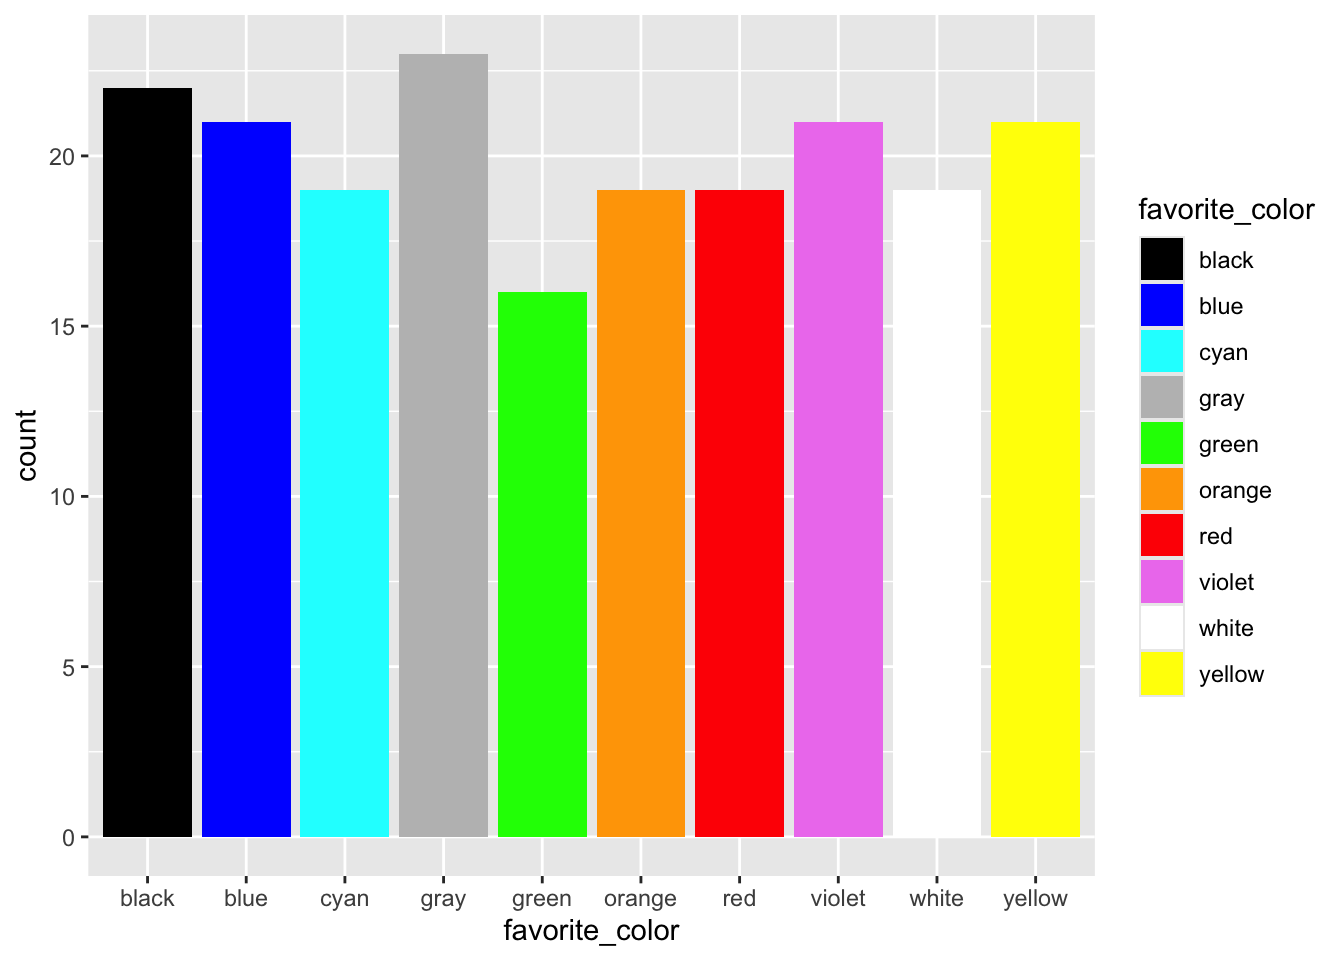 20
15
10
5
0
count
black blue cyan gray green orange red violet white yellow
favorite_color
favorite_color
black
blue
cyan
gray
green
orange
red
violet
white
yellow